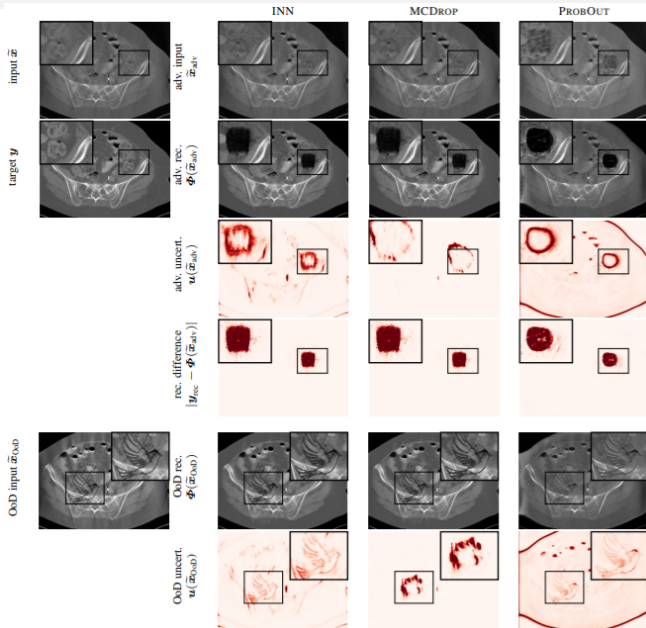 INN MCDROP PROBOUT
input x̃
adv. input
x̃adv
target y
adv. rec.
Φ(x̃adv)
adv. uncert.
u(x̃adv)
rec. difference
|yrec − Φ(x̃adv)|
OoD input x̃OoD
OoD rec.
Φ(x̃OoD)
OoD uncert.
u(x̃OoD)